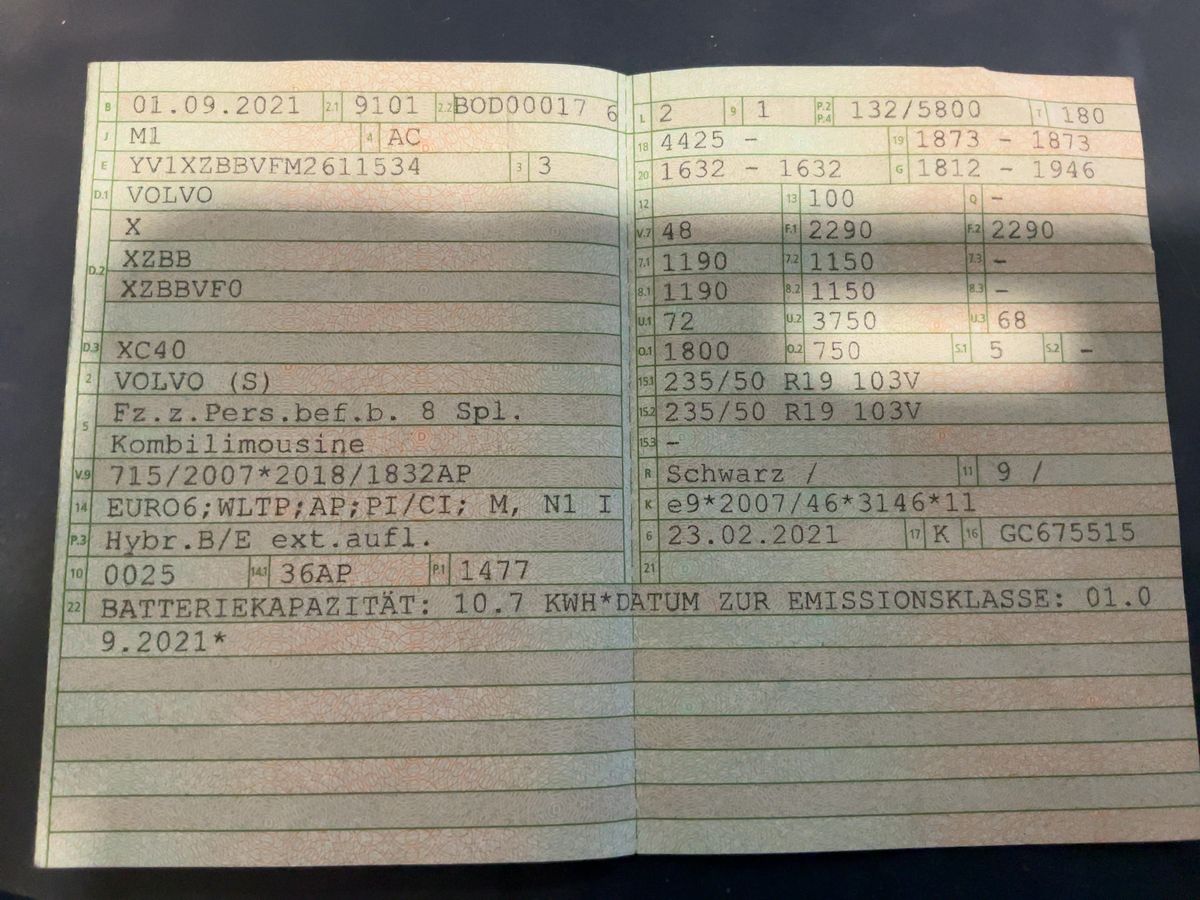 B 01.09.2021 2.1 9101 2.2 BOD00017 6
J M1 4 AC
E YV1XZBBVFM2611534 3 3
D.1 VOLVO
X
D.2 XZBB
XZBBVF0
D.3 XC40
2 VOLVO (S)
5 Fz.z.Pers.bef.b. 8 Spl.
Kombilimousine
V.9 715/2007*2018/1832AP
14 EURO6;WLTP;AP;PI/CI; M, N1 I
P.3 Hybr.B/E ext.aufl.
10 0025 14.1 36AP P.1 1477
L 2 9 1 P.2 P.4 132/5800 T 180
18 4425 - 19 1873 - 1873
20 1632 - 1632 G 1812 - 1946
12 13 100 Q -
V.7 48 F.1 2290 F.2 2290
7.1 1190 7.2 1150 7.3 -
8.1 1190 8.2 1150 8.3 -
U.1 72 U.2 3750 U.3 68
O.1 1800 O.2 750 S.1 5 S.2 -
15.1 235/50 R19 103V
15.2 235/50 R19 103V
15.3 -
R Schwarz / 11 9 /
K e9*2007/46*3146*11
6 23.02.2021 17 K 16 GC675515
21
22 BATTERIEKAPAZITÄT: 10.7 KWH*DATUM ZUR EMISSIONSKLASSE: 01.0
9.2021*